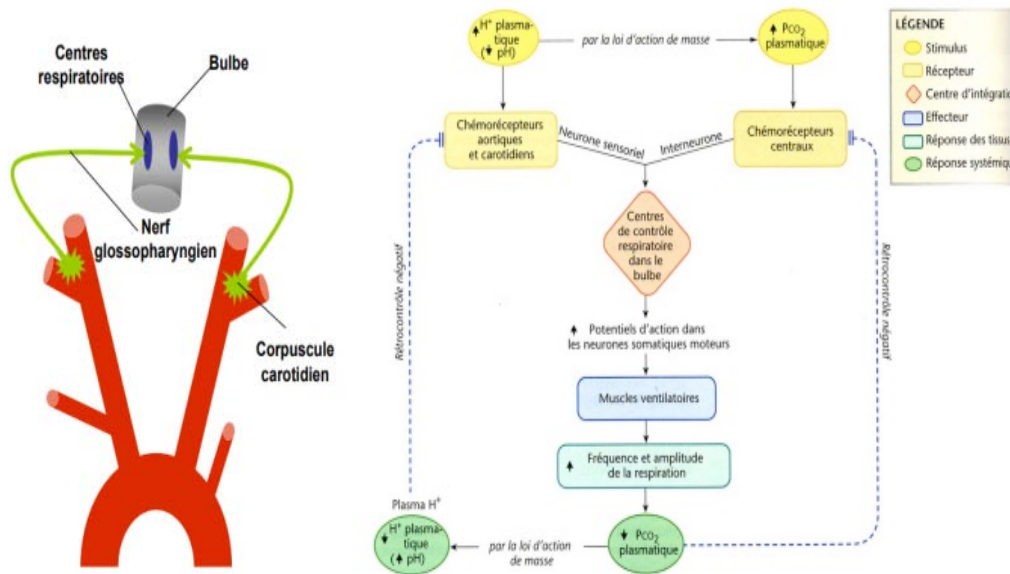 Centres
respiratoires
Bulbe
Nerf
glossopharyngien
Corpuscule
carotidien
H+ plasma-
tique
( pH)
par la loi d'action de masse
PCO2
plasmatique
Chémorécepteurs
aortiques
et carotidiens
Neurone sensoriel
Interneurone
Chémorécepteurs
centraux
Centres
de contrôle
respiratoire
dans le
bulbe
Rétrocontrôle négatif
Rétrocontrôle négatif
Potentiels d'action dans
les neurones somatiques moteurs
Muscles ventilatoires
Fréquence et amplitude
de la respiration
Plasma H+
H+ plasma-
tique
( pH)
par la loi d'action
de masse
PCO2
plasmatique
LÉGENDE
Stimulus
Récepteur
Centre d'intégratio
Effecteur
Réponse des tissus
Réponse systémiqu